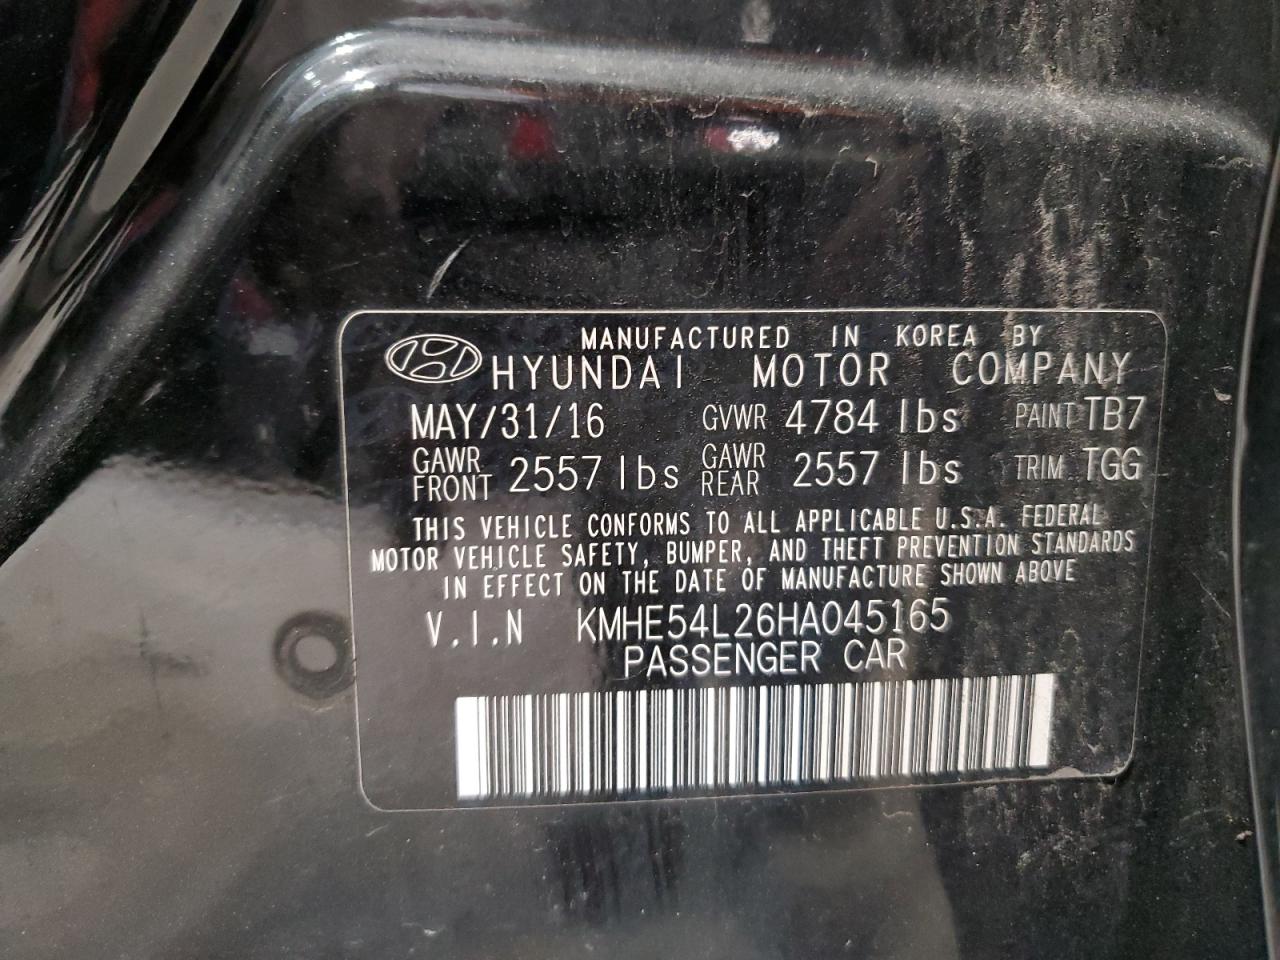 MANUFACTURED IN KOREA BY
HYUNDAI MOTOR COMPANY
MAY/31/16 GVWR 4784 lbs PAINT TB7
GAWR FRONT 2557 lbs GAWR REAR 2557 lbs TRIM TGG
THIS VEHICLE CONFORMS TO ALL APPLICABLE U.S.A. FEDERAL
MOTOR VEHICLE SAFETY, BUMPER, AND THEFT PREVENTION STANDARDS
IN EFFECT ON THE DATE OF MANUFACTURE SHOWN ABOVE
V.I.N KMHE54L26HA045165
PASSENGER CAR